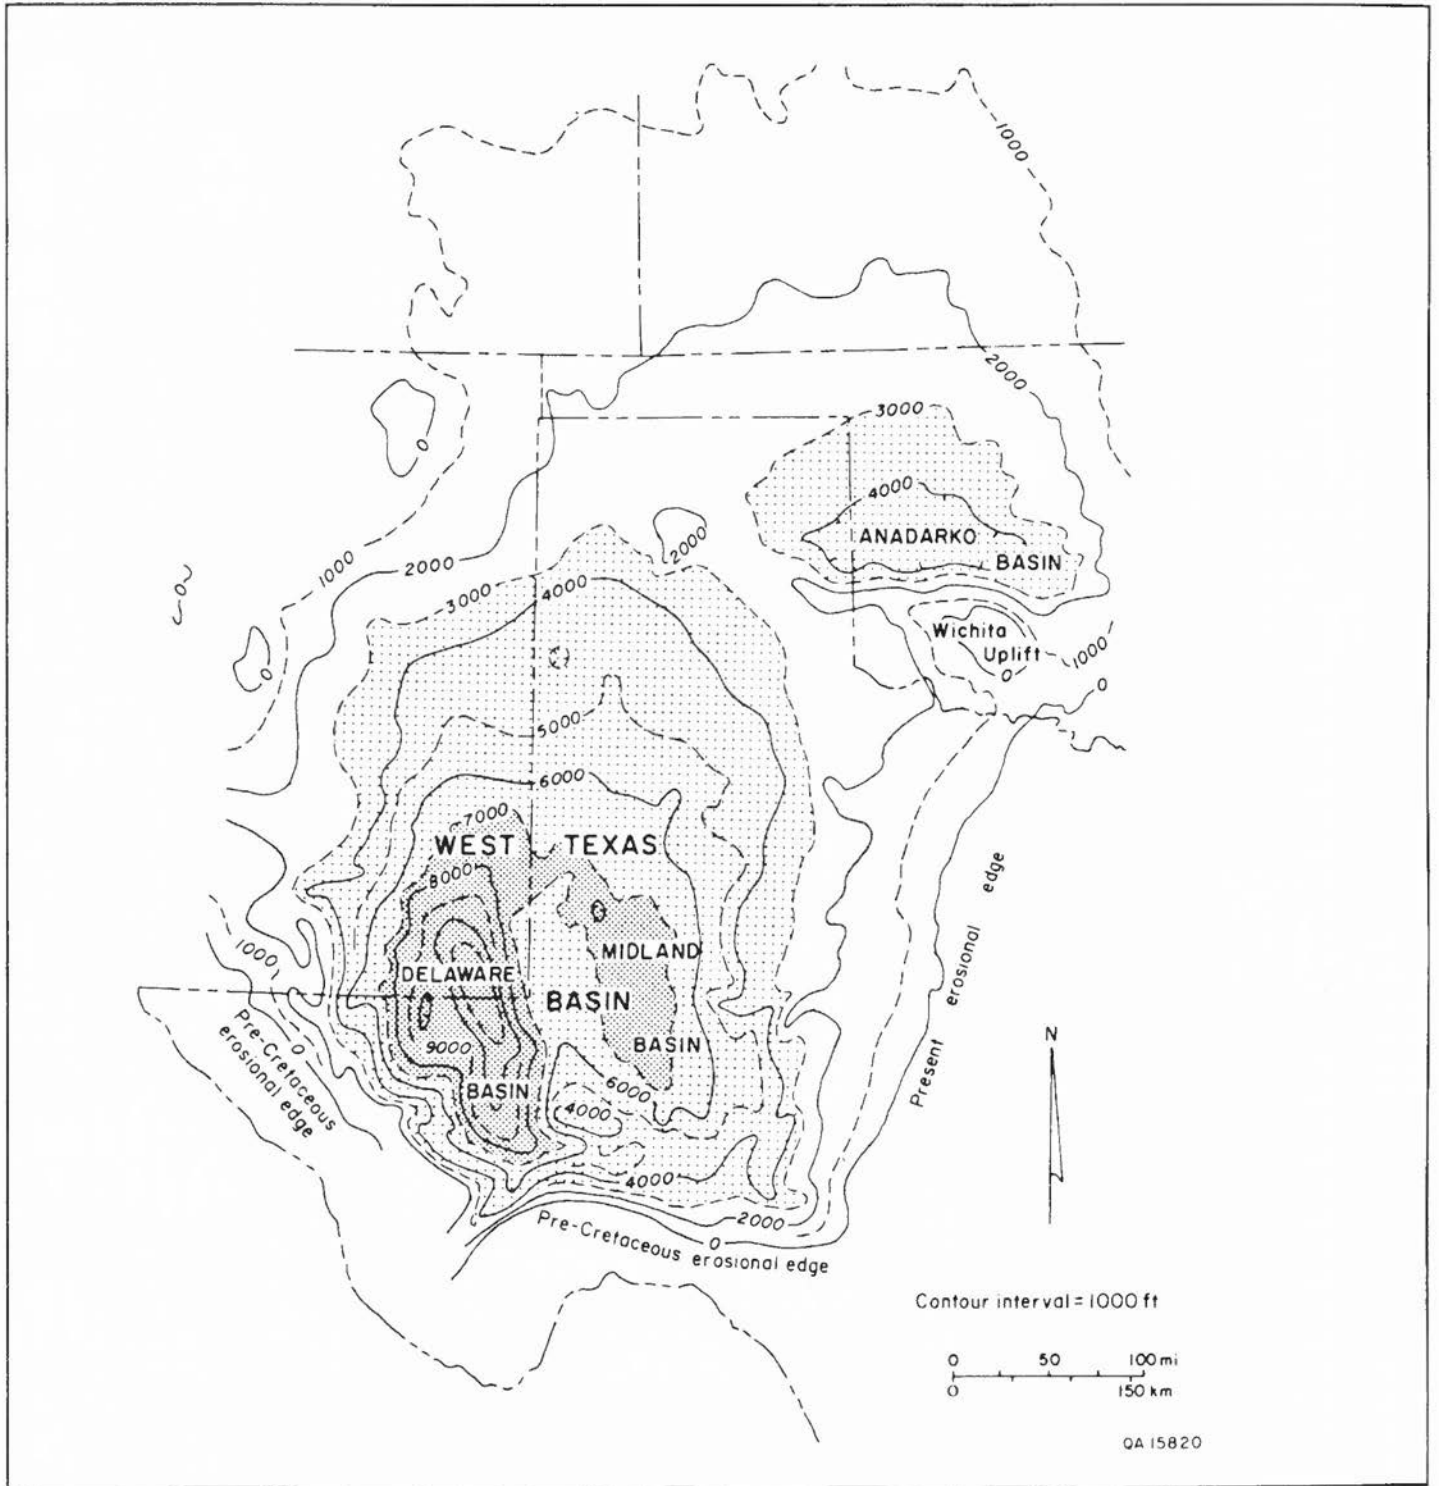 1000
2000
3000
4000
ANADARKO
BASIN
0
1000
2000
2000
3000
4000
Wichita
Uplift
1000
0
0
0
5000
6000
7000
WEST TEXAS
8000
edge
erosional
Present
1000
MIDLAND
DELAWARE
BASIN
BASIN
9000
6000
BASIN
4000
Pre-Cretaceous
erosional edge
0
N
4000
2000
0
Pre-Cretaceous erosional edge
Contour interval = 1000 ft
0 50 100 mi
0 150 km
QA 15820